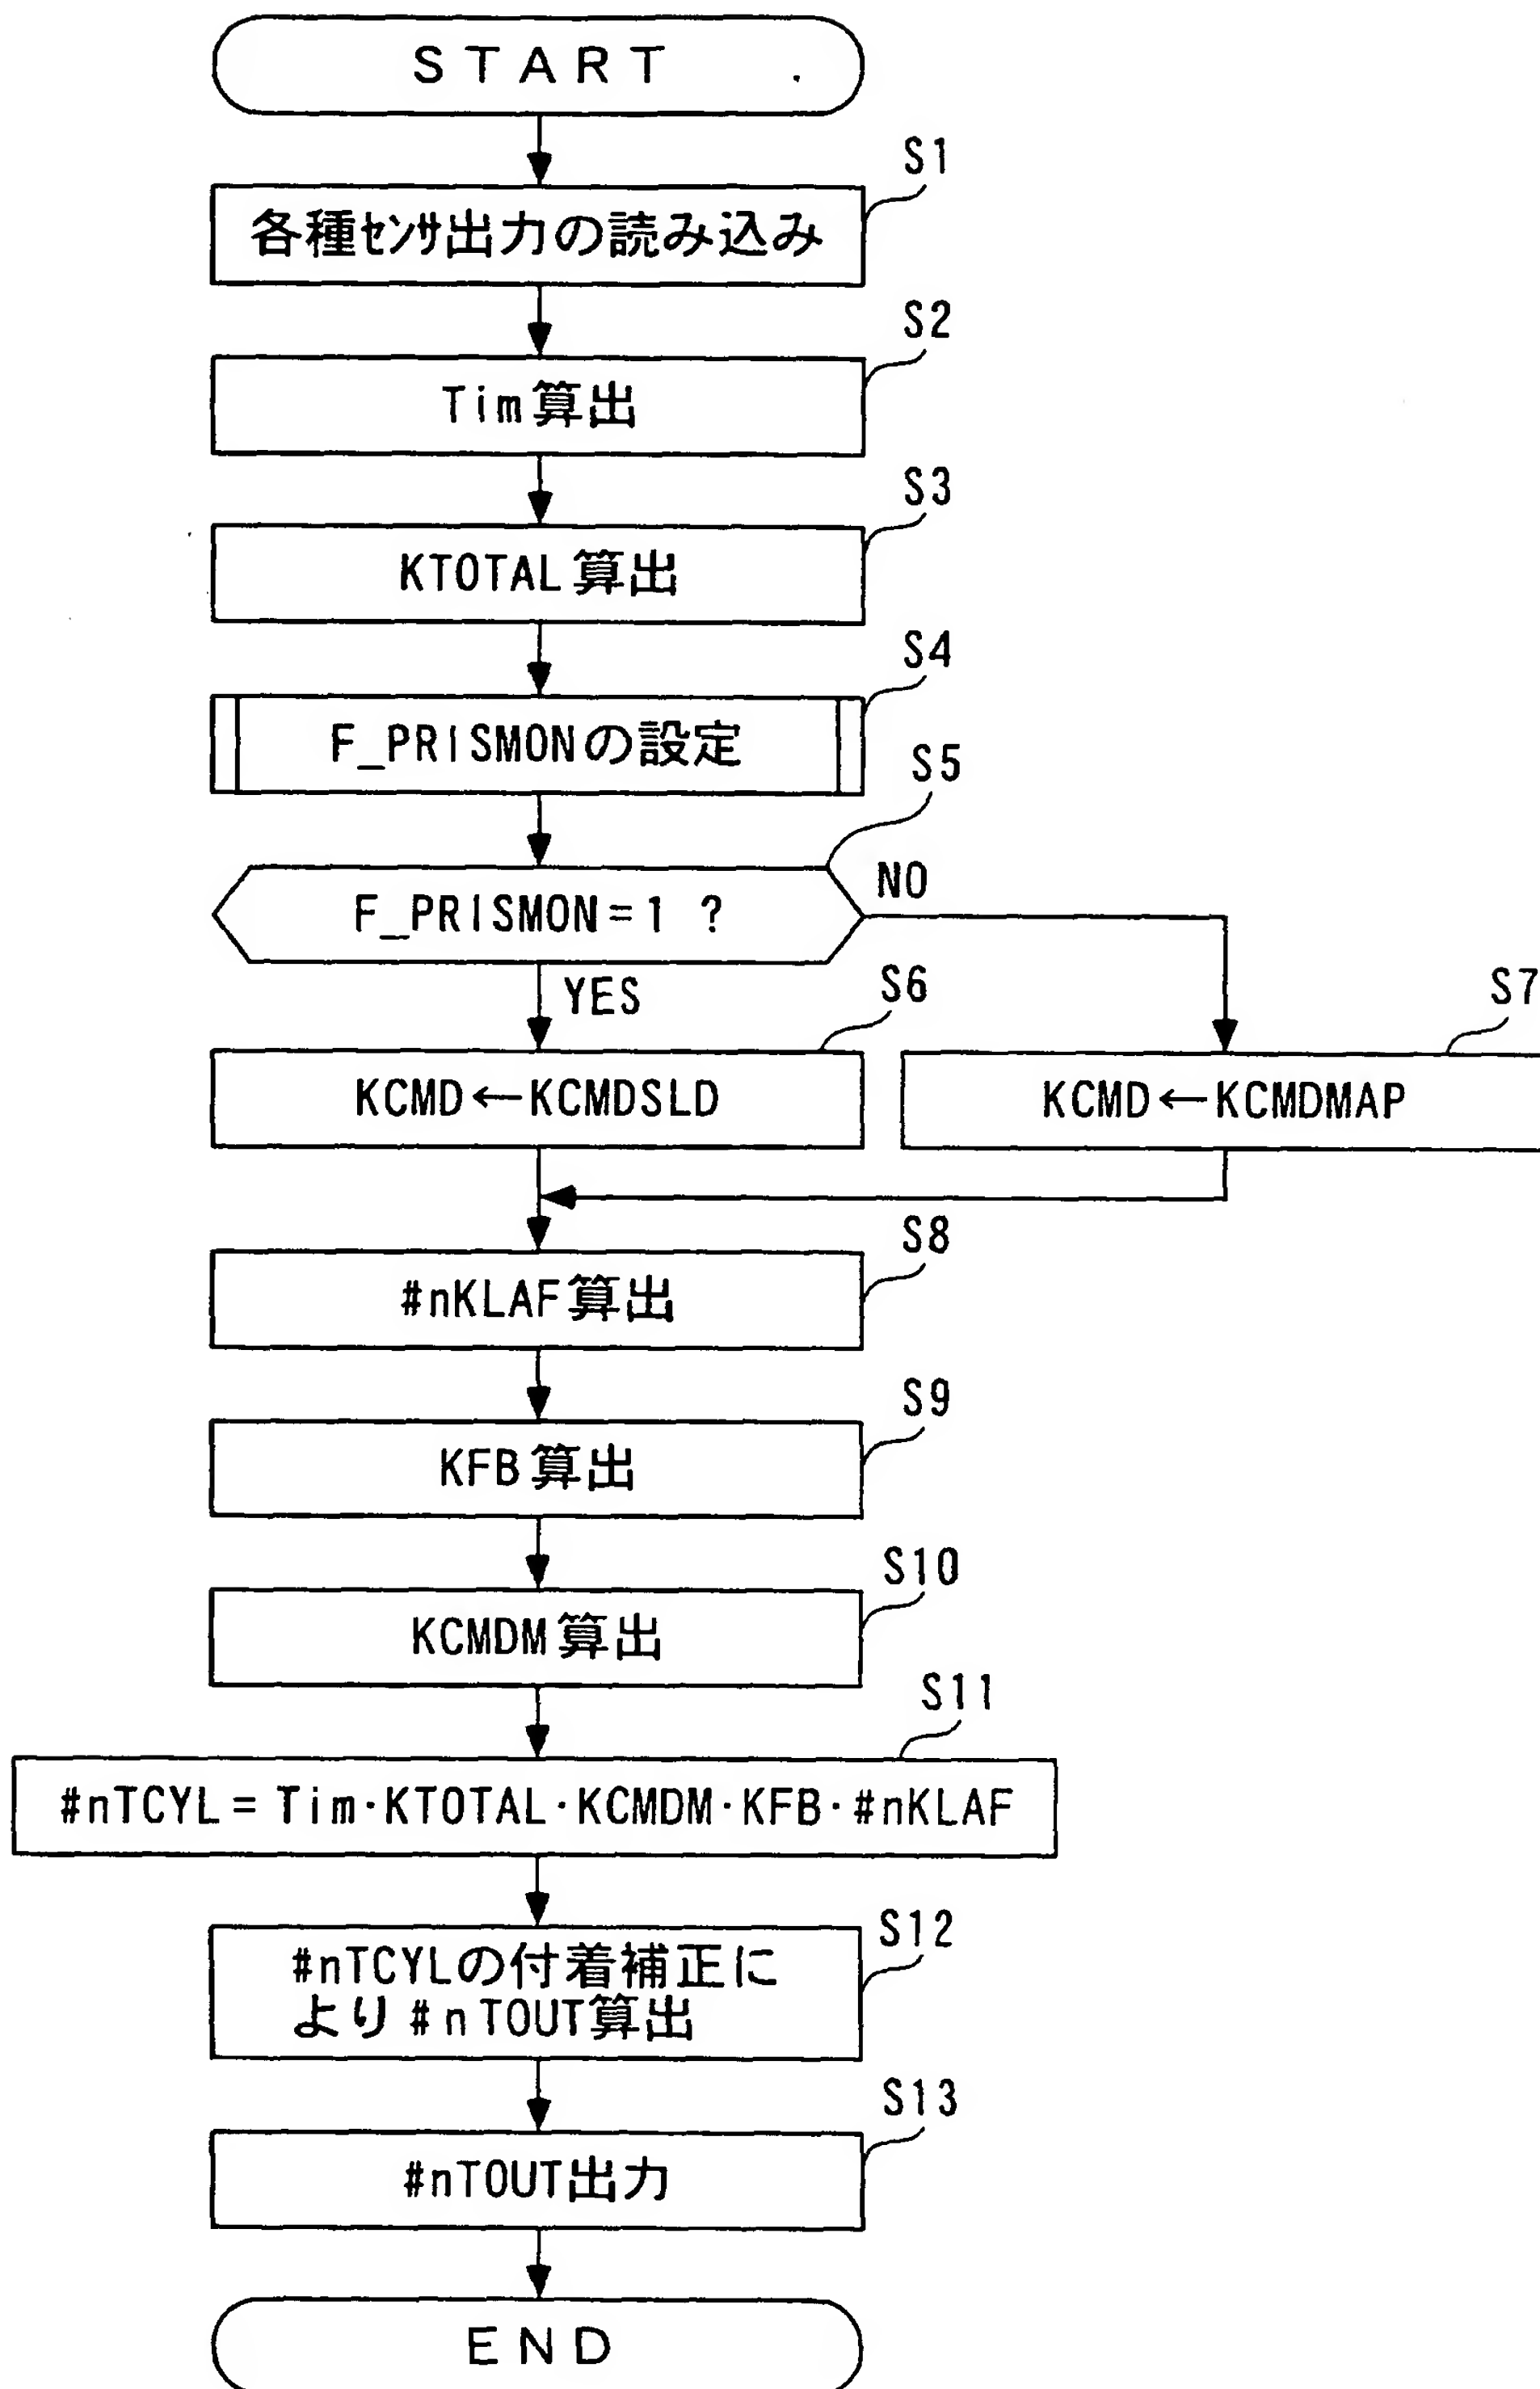 START
S1
各種ｾﾝｻ出力の読み込み
S2
Tim算出
S3
KTOTAL算出
S4
F_PRISMONの設定
S5
F_PRISMON=1 ?
NO
YES
S6
KCMD←KCMDSLD
S7
KCMD←KCMDMAP
S8
#nKLAF算出
S9
KFB算出
S10
KCMDM算出
S11
#nTCYL=Tim·KTOTAL·KCMDM·KFB·#nKLAF
S12
#nTCYLの付着補正に
より#nTOUT算出
S13
#nTOUT出力
END